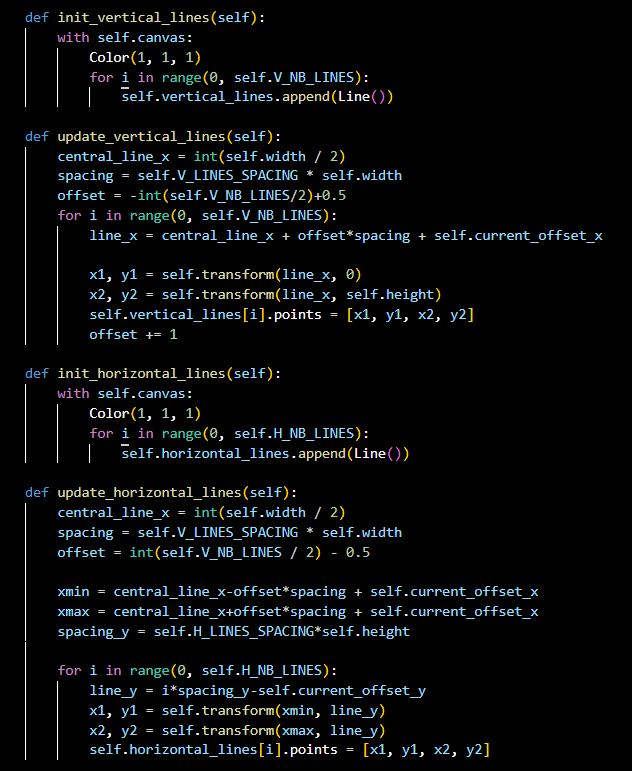 def init_vertical_lines(self):
    with self.canvas:
        Color(1, 1, 1)
        for i in range(0, self.V_NB_LINES):
            self.vertical_lines.append(Line())

def update_vertical_lines(self):
    central_line_x = int(self.width / 2)
    spacing = self.V_LINES_SPACING * self.width
    offset = -int(self.V_NB_LINES/2)+0.5
    for i in range(0, self.V_NB_LINES):
        line_x = central_line_x + offset*spacing + self.current_offset_x

        x1, y1 = self.transform(line_x, 0)
        x2, y2 = self.transform(line_x, self.height)
        self.vertical_lines[i].points = [x1, y1, x2, y2]
        offset += 1

def init_horizontal_lines(self):
    with self.canvas:
        Color(1, 1, 1)
        for i in range(0, self.H_NB_LINES):
            self.horizontal_lines.append(Line())

def update_horizontal_lines(self):
    central_line_x = int(self.width / 2)
    spacing = self.V_LINES_SPACING * self.width
    offset = int(self.V_NB_LINES / 2) - 0.5

    xmin = central_line_x-offset*spacing + self.current_offset_x
    xmax = central_line_x+offset*spacing + self.current_offset_x
    spacing_y = self.H_LINES_SPACING*self.height

    for i in range(0, self.H_NB_LINES):
        line_y = i*spacing_y-self.current_offset_y
        x1, y1 = self.transform(xmin, line_y)
        x2, y2 = self.transform(xmax, line_y)
        self.horizontal_lines[i].points = [x1, y1, x2, y2]